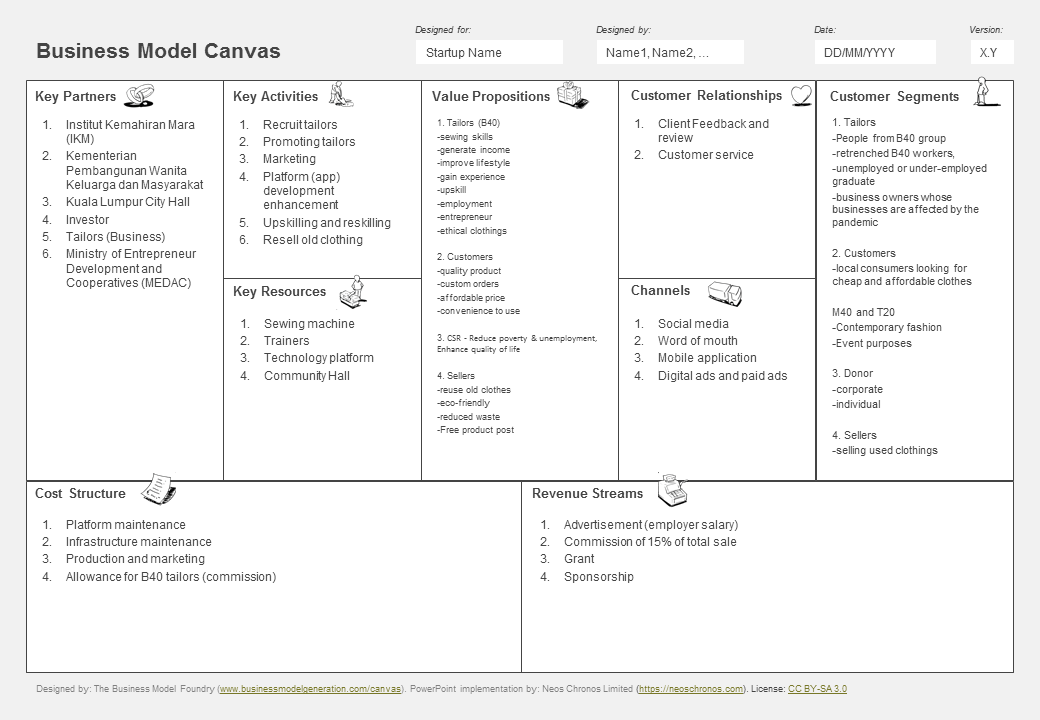 Designed for:
Designed by:
Date:
Version:
Business Model Canvas
Startup Name
Name1, Name2, ...
DD/MM/YYYY
X.Y
Key Partners
1. Institut Kemahiran Mara
(IKM)
2. Kementerian
Pembangunan Wanita
Keluarga dan Masyarakat
3. Kuala Lumpur City Hall
4. Investor
5. Tailors (Business)
6. Ministry of Entrepreneur
Development and
Cooperatives (MEDAC)
Key Activities
1. Recruit tailors
2. Promoting tailors
3. Marketing
4. Platform (app)
development
enhancement
5. Upskilling and reskilling
6. Resell old clothing
Key Resources
1. Sewing machine
2. Trainers
3. Technology platform
4. Community Hall
Value Propositions
1. Tailors (B40)
-sewing skills
-generate income
-improve lifestyle
-gain experience
-upskill
-employment
-entrepreneur
-ethical clothings
2. Customers
-quality product
-custom orders
-affordable price
-convenience to use
3. CSR - Reduce poverty & unemployment,
Enhance quality of life
4. Sellers
-reuse old clothes
-eco-friendly
-reduced waste
-Free product post
Customer Relationships
1. Client Feedback and
review
2. Customer service
Channels
1. Social media
2. Word of mouth
3. Mobile application
4. Digital ads and paid ads
Customer Segments
1. Tailors
-People from B40 group
-retrenched B40 workers,
-unemployed or under-employed
graduate
-business owners whose
businesses are affected by the
pandemic
2. Customers
-local consumers looking for
cheap and affordable clothes
M40 and T20
-Contemporary fashion
-Event purposes
3. Donor
-corporate
-individual
4. Sellers
-selling used clothings
Cost Structure
1. Platform maintenance
2. Infrastructure maintenance
3. Production and marketing
4. Allowance for B40 tailors (commission)
Revenue Streams
1. Advertisement (employer salary)
2. Commission of 15% of total sale
3. Grant
4. Sponsorship
Designed by: The Business Model Foundry (www.businessmodelgeneration.com/canvas). PowerPoint implementation by: Neos Chronos Limited (https://neoschronos.com). License: CC BY-SA 3.0